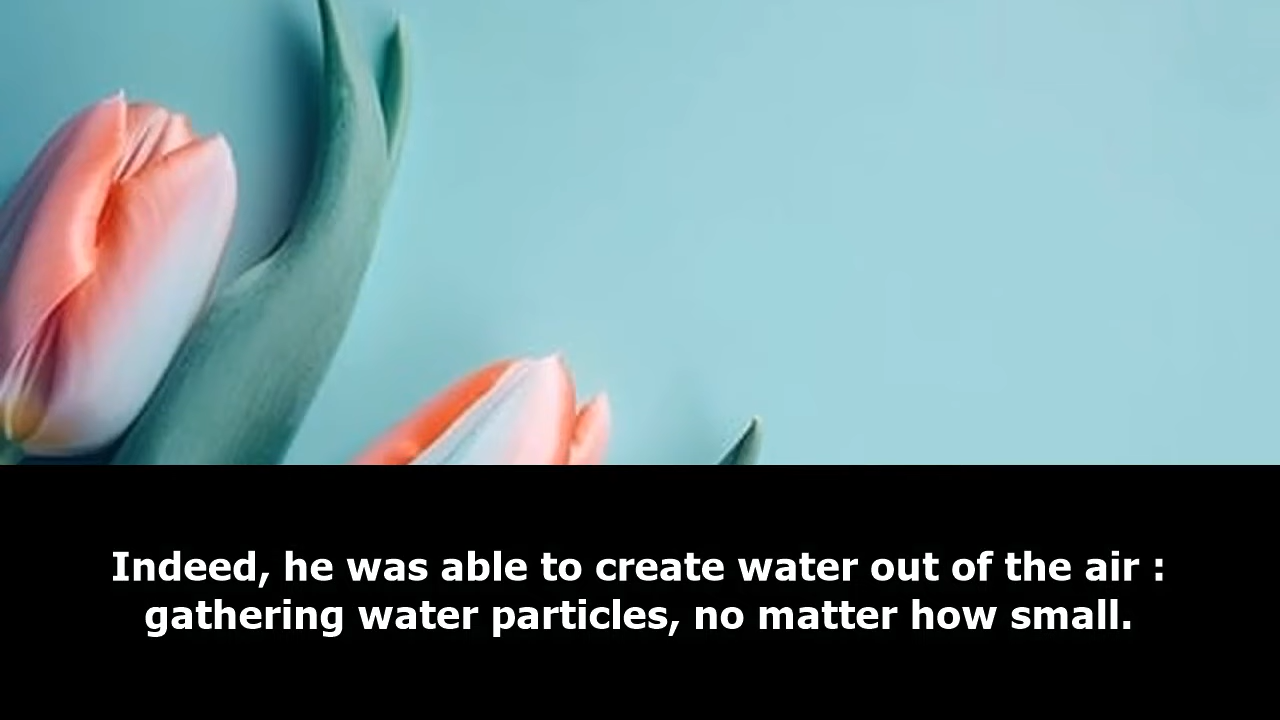 Indeed, he was able to create water out of the air :
gathering water particles, no matter how small.